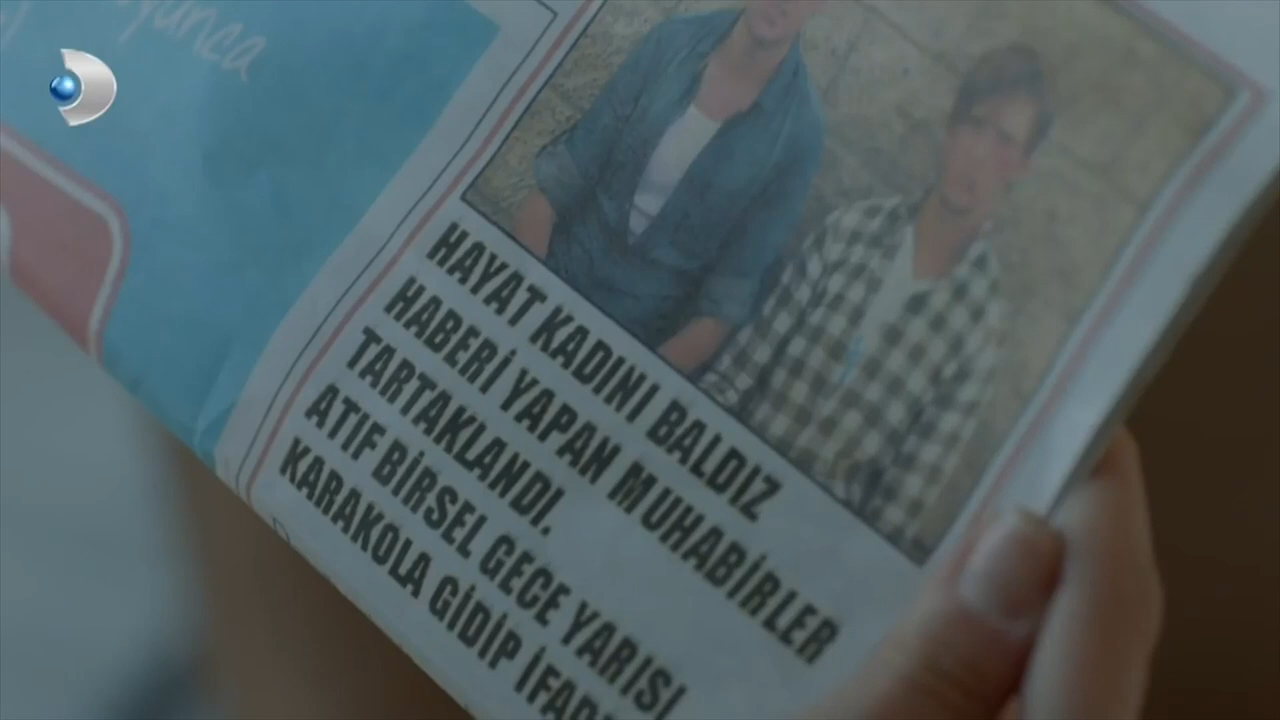 HAYAT KADINI BALDIZ
HABERİ YAPAN MUHABİRLER
TARTAKLANDI.
ATIF BİRSEL GECE YARISI
KARAKOLA GİDİP